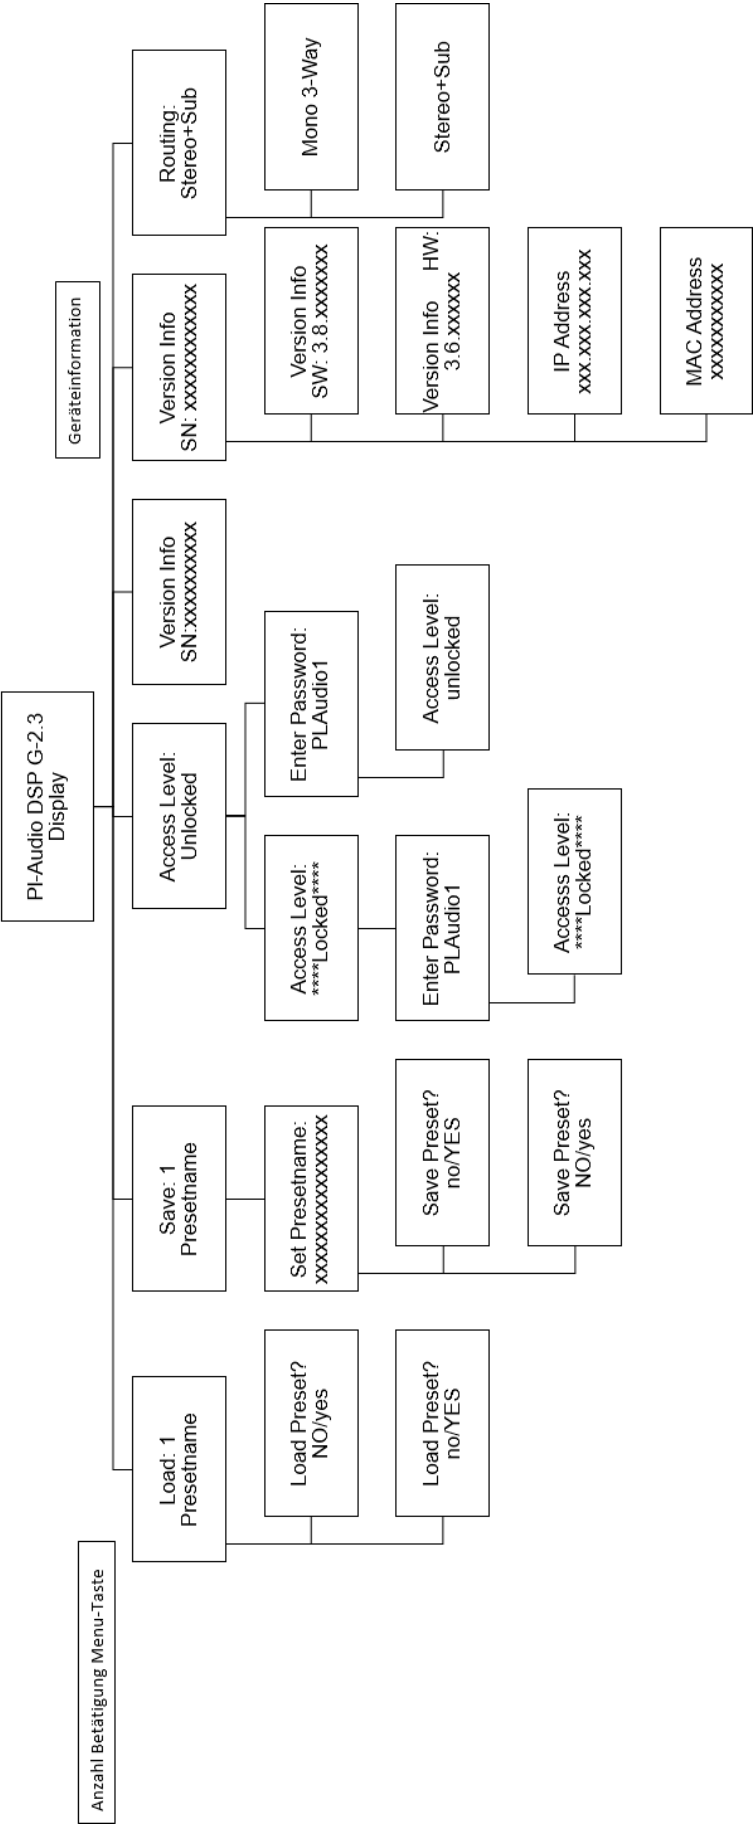 PI-Audio DSP G-2.3
Display
Anzahl Betätigung Menu-Taste
Geräteinformation
Load: 1
Presetname
Load Preset?
NO/yes
Load Preset?
no/YES
Save: 1
Presetname
Set Presetname:
xxxxxxxxxxxxxxxxx
Save Preset?
no/YES
Save Preset?
NO/yes
Access Level:
Unlocked
Access Level:
****Locked****
Enter Password:
PLAudio1
Accesss Level:
****Locked****
Enter Password:
PLAudio1
Access Level:
unlocked
Version Info
SN:xxxxxxxxxxx
Version Info
SN: xxxxxxxxxxxxxx
Version Info
SW: 3.8.xxxxxxxx
Version Info HW:
3.6.xxxxxx
IP Address
xxx.xxx.xxx.xxx
MAC Address
xxxxxxxxxxxx
Routing:
Stereo+Sub
Mono 3-Way
Stereo+Sub